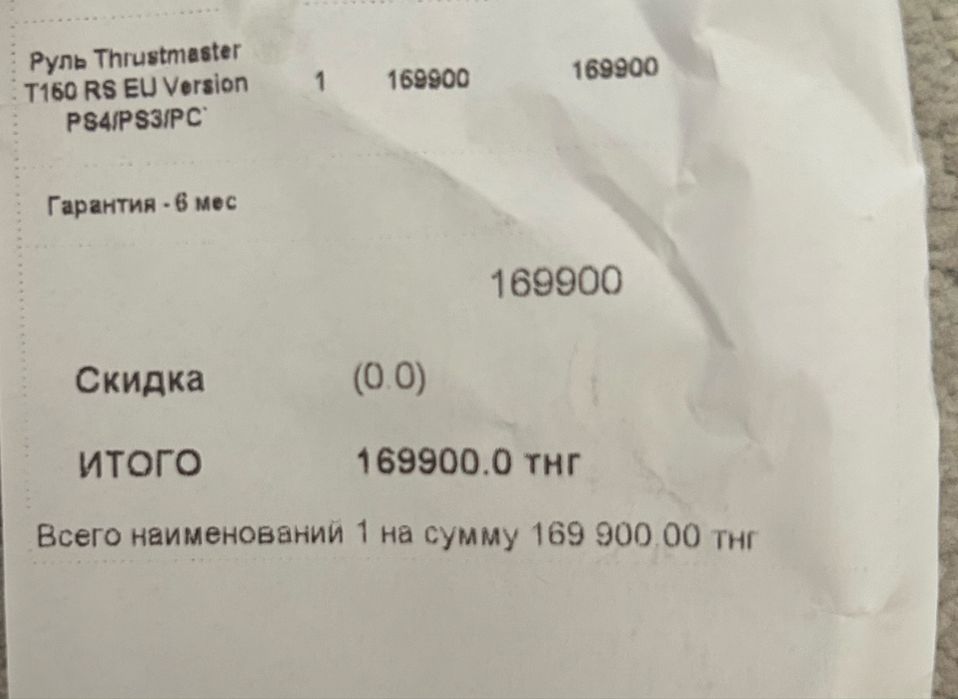 Руль Thrustmaster
T160 RS EU Version 1 169900 169900
PS4/PS3/PC
Гарантия - 6 мес
169900
Скидка (0.0)
ИТОГО 169900.0 тнг
Всего наименований 1 на сумму 169 900,00 тнг